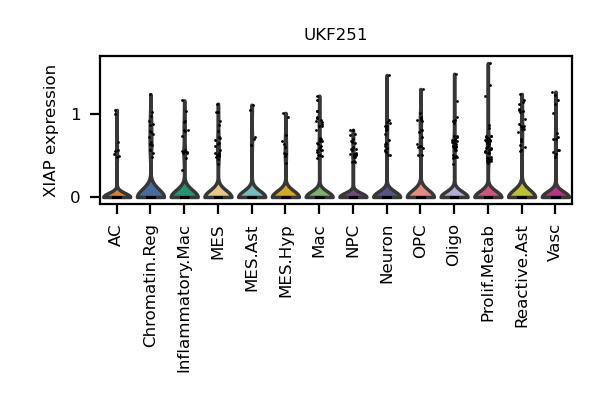 UKF251
XIAP expression
1
0
AC
Chromatin.Reg
Inflammatory.Mac
MES
MES.Ast
MES.Hyp
Mac
NPC
Neuron
OPC
Oligo
Prolif.Metab
Reactive.Ast
Vasc